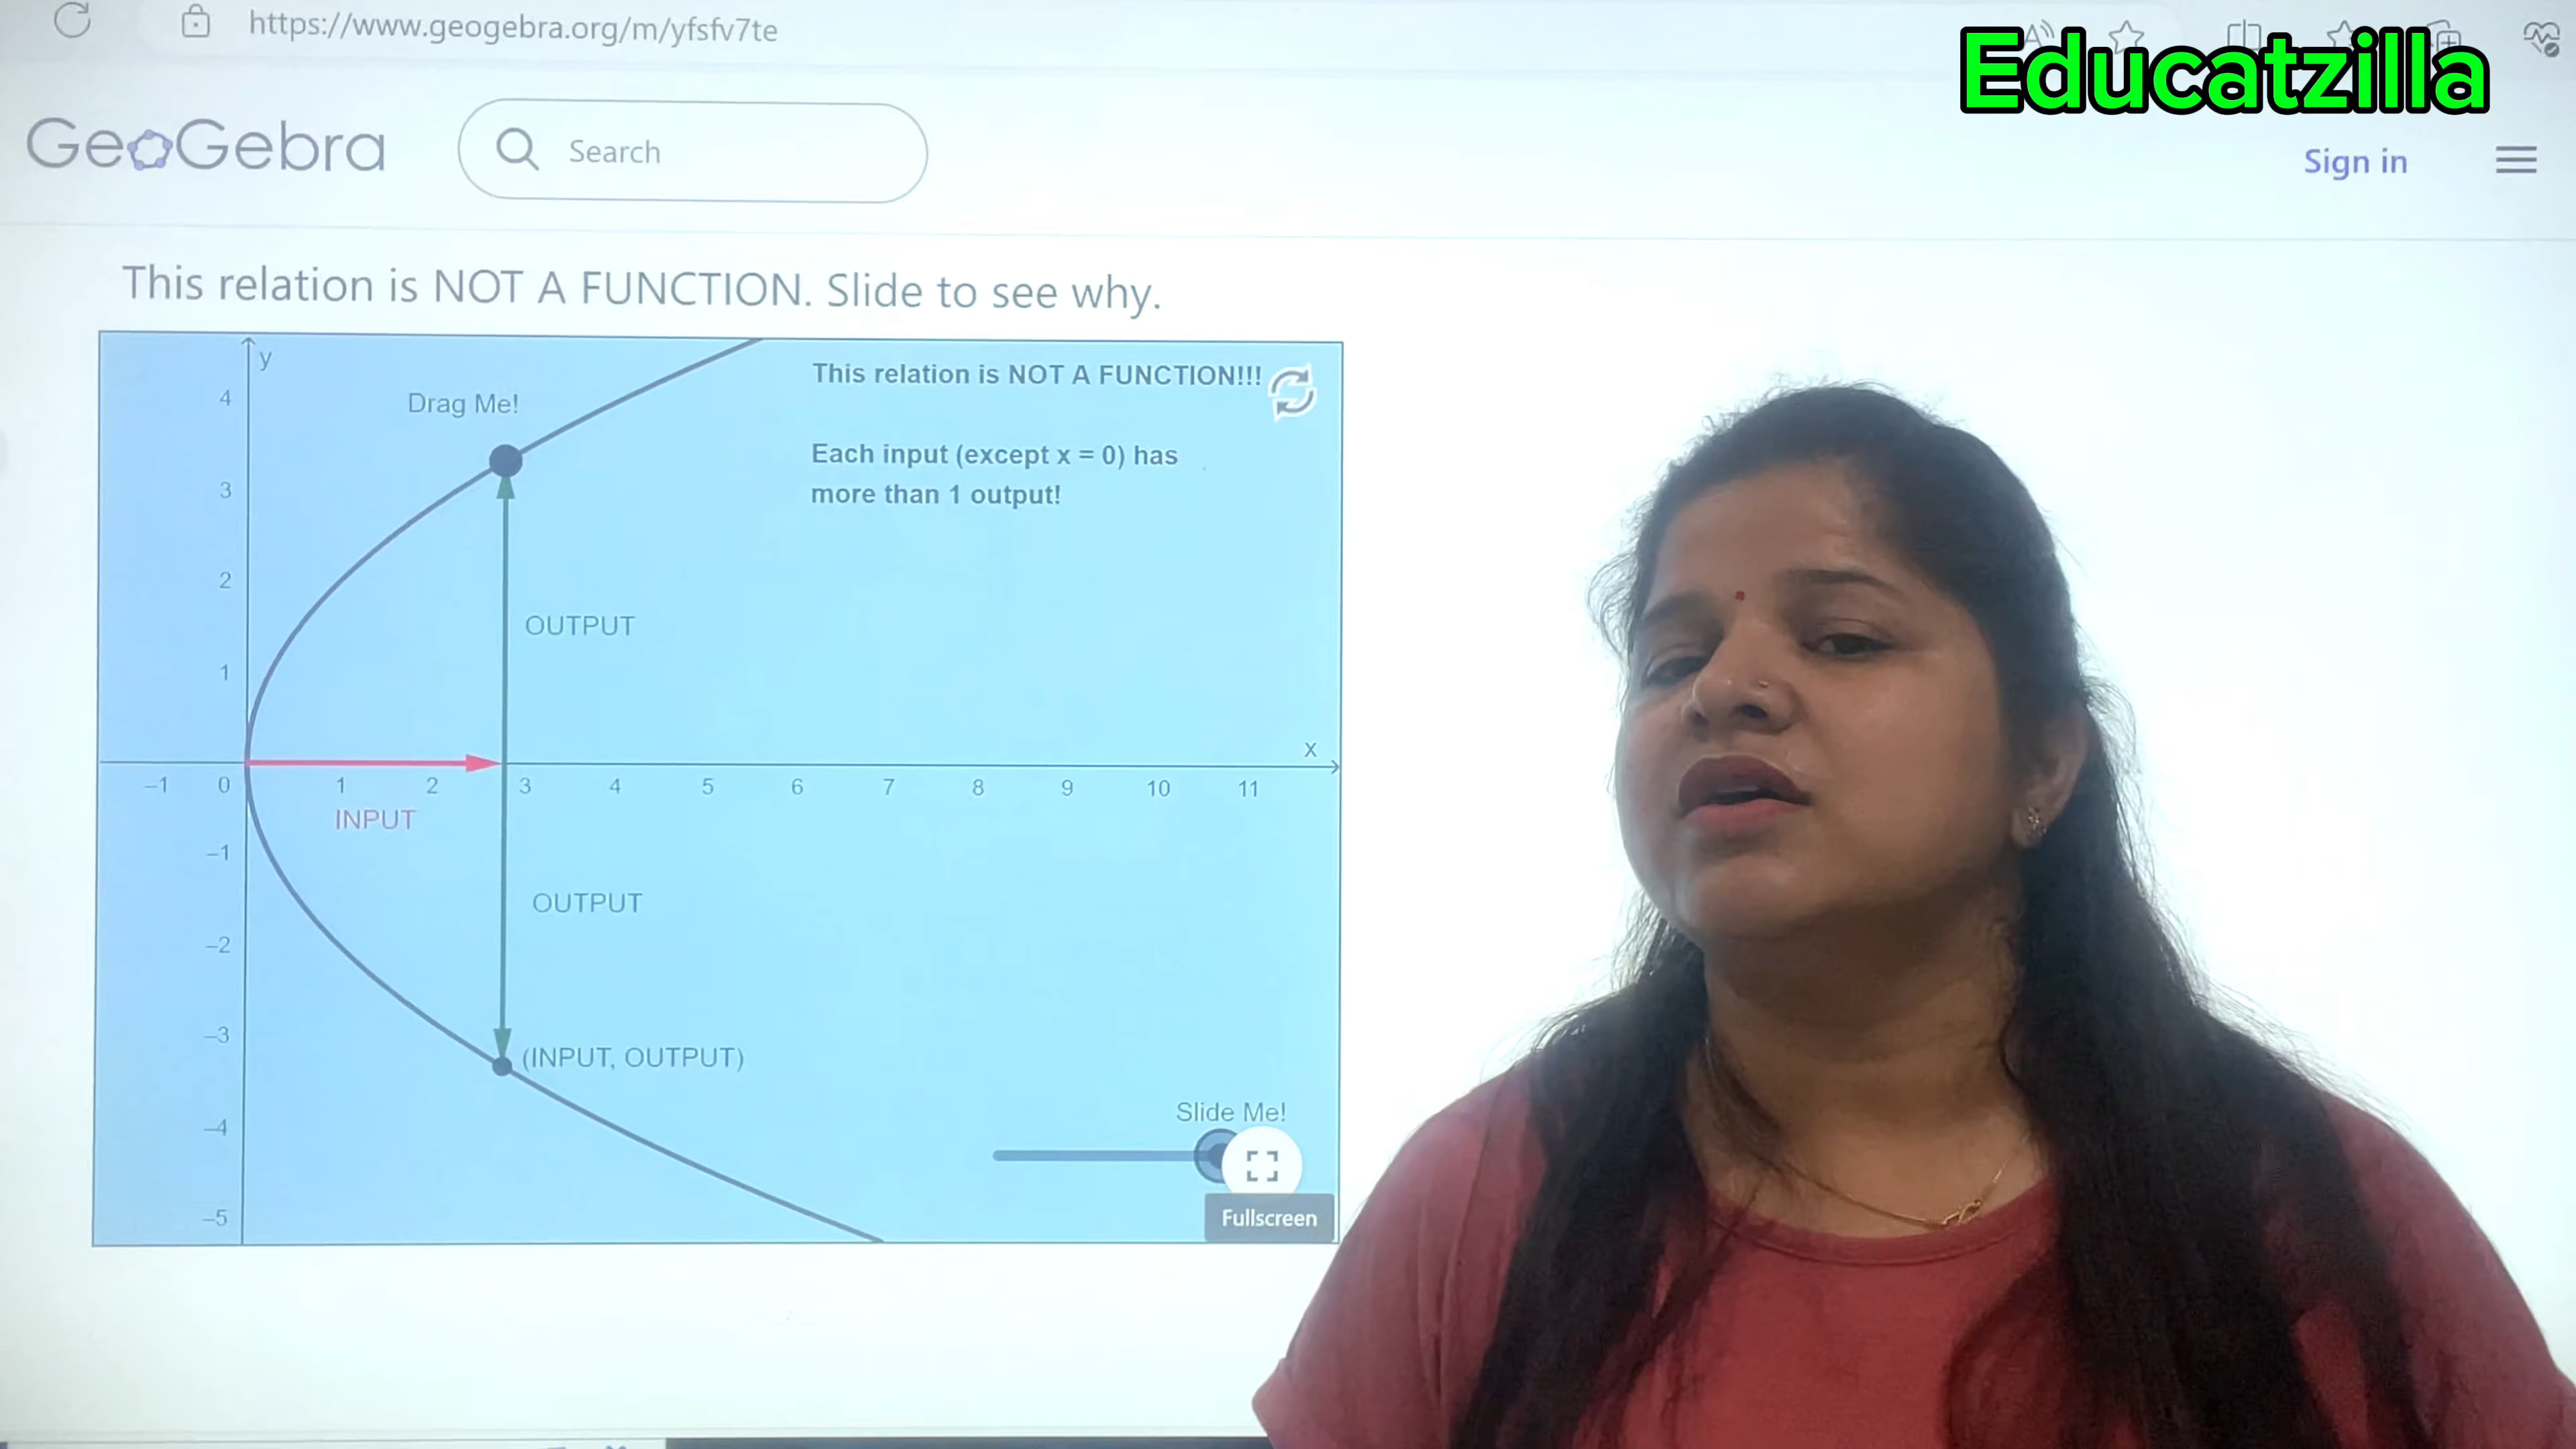 https://www.geogebra.org/m/yfsfv7te
Educatzilla
GeoGebra
Search
Sign in
This relation is NOT A FUNCTION. Slide to see why.
y
This relation is NOT A FUNCTION!!!
4
Drag Me!
Each input (except x = 0) has
more than 1 output!
3
2
OUTPUT
1
x
–1 0 1 2 3 4 5 6 7 8 9 10 11
INPUT
–1
OUTPUT
–2
–3
(INPUT, OUTPUT)
–4
Slide Me!
–5
Fullscreen